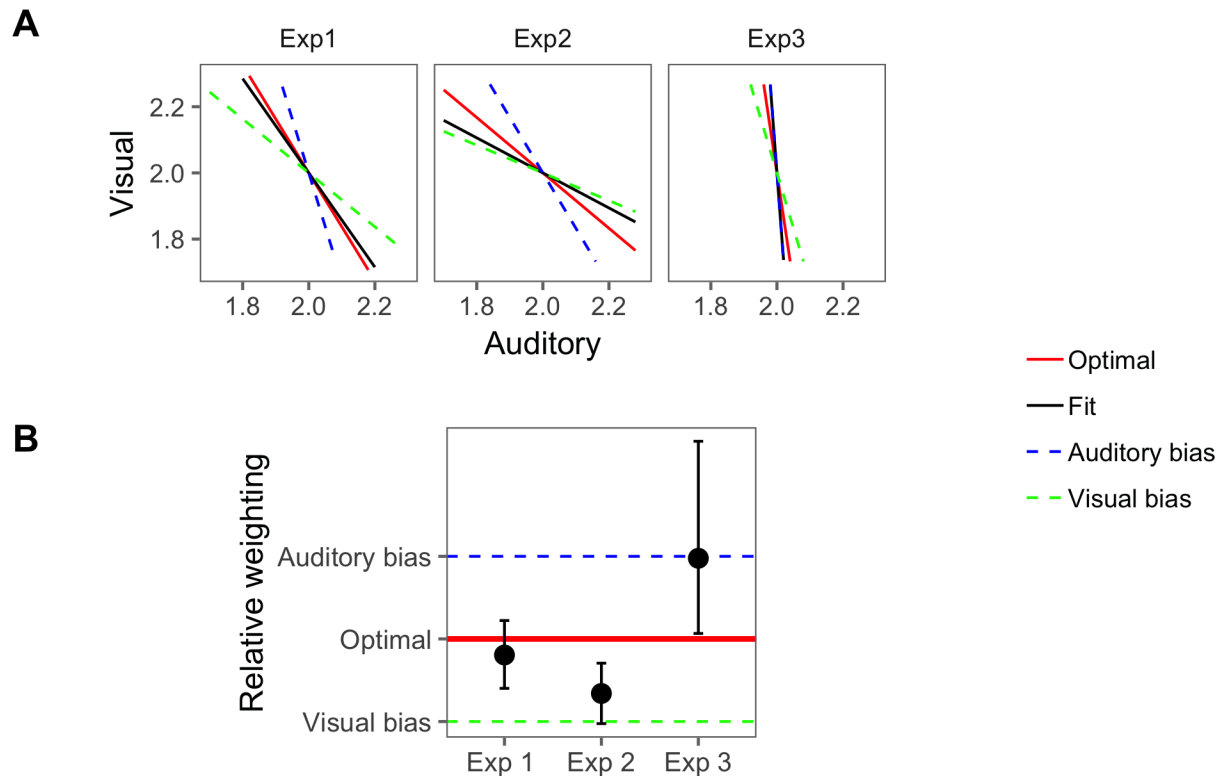 A
Exp1 Exp2 Exp3
Visual
2.2
2.0
1.8
1.8 2.0 2.2 1.8 2.0 2.2 1.8 2.0 2.2
Auditory
Optimal
Fit
Auditory bias
Visual bias
B
Relative weighting
Auditory bias
Optimal
Visual bias
Exp 1 Exp 2 Exp 3